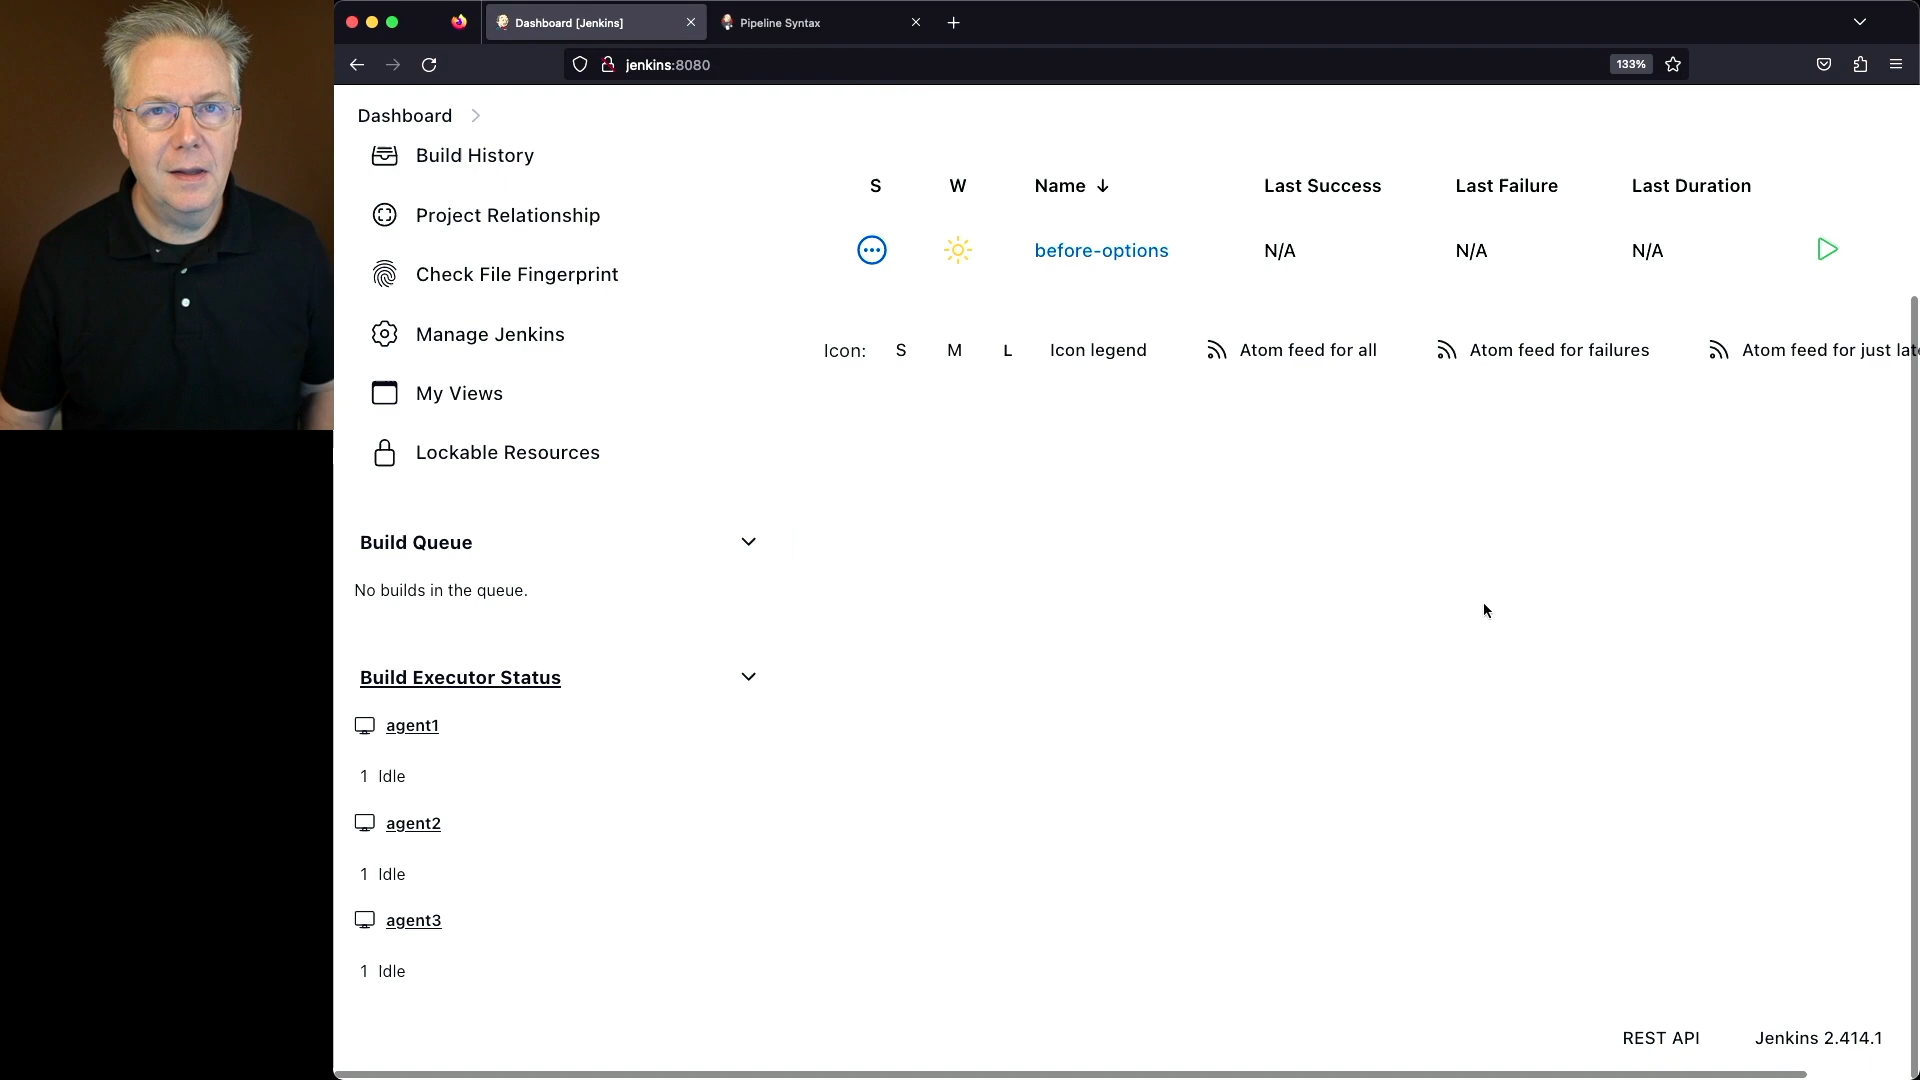 Dashboard [Jenkins]
Pipeline Syntax
jenkins:8080
133%
Dashboard
Build History
Project Relationship
Check File Fingerprint
Manage Jenkins
My Views
Lockable Resources
S W Name ↓ Last Success Last Failure Last Duration
before-options N/A N/A N/A
Icon: S M L Icon legend Atom feed for all Atom feed for failures Atom feed for just late
Build Queue
No builds in the queue.
Build Executor Status
agent1
1 Idle
agent2
1 Idle
agent3
1 Idle
REST API Jenkins 2.414.1